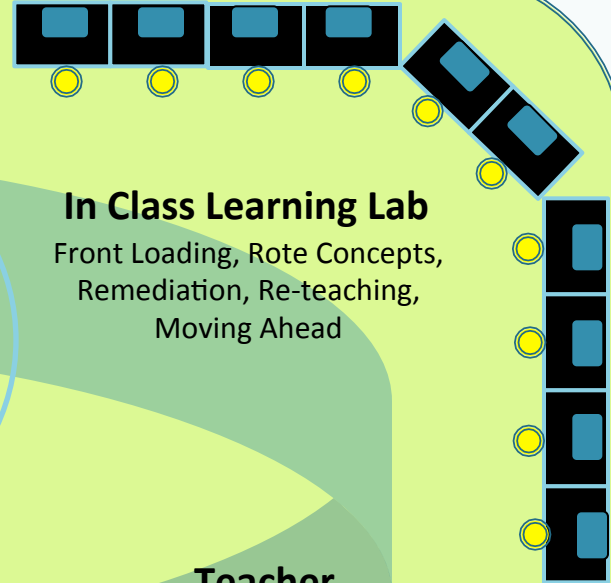 In Class Learning Lab
Front Loading, Rote Concepts,
Remediation, Re-teaching,
Moving Ahead
Teacher